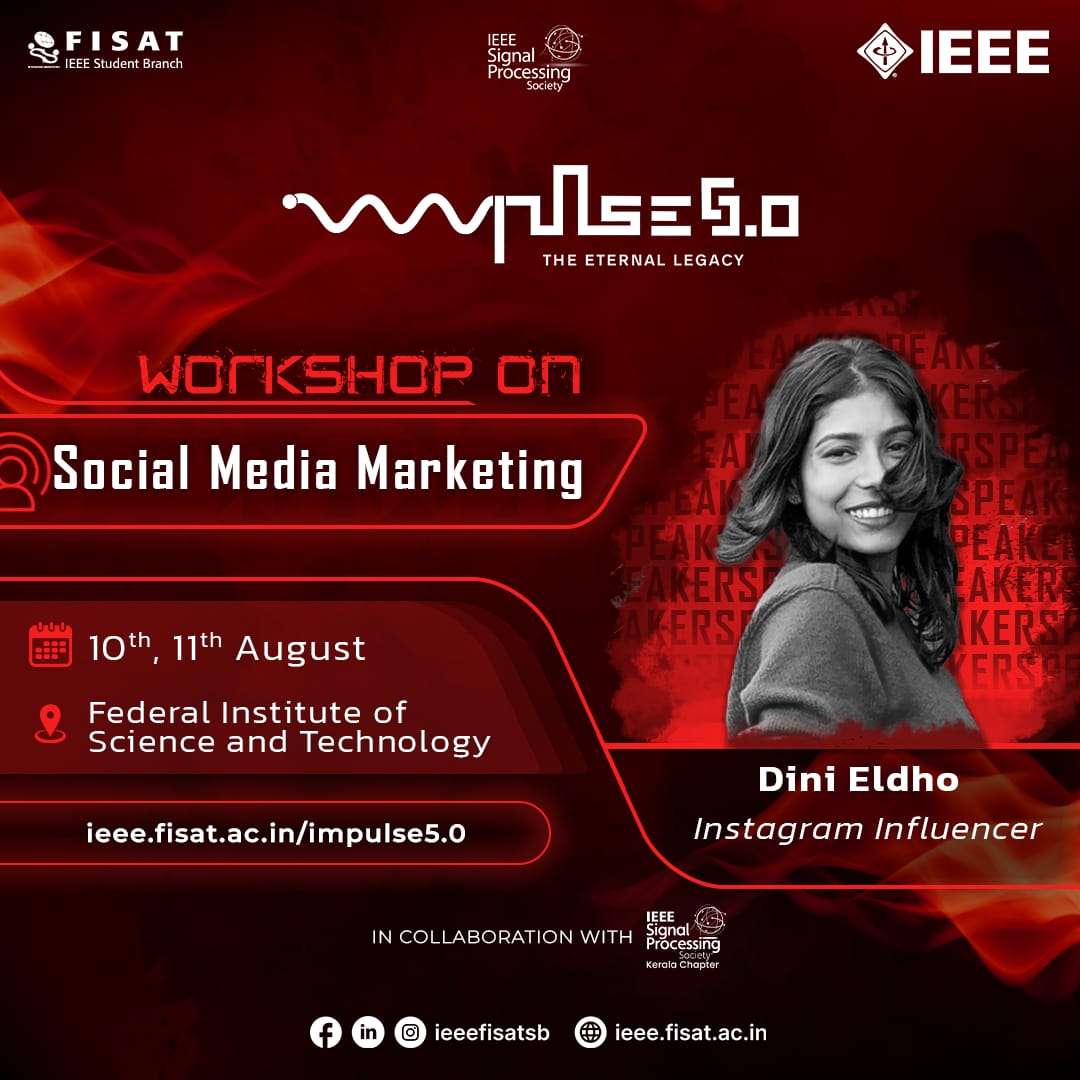 FISAT
IEEE Student Branch
IEEE
Signal
Processing
Society
IEEE
impulse5.0
THE ETERNAL LEGACY
WORKSHOP ON
Social Media Marketing
10th, 11th August
Federal Institute of
Science and Technology
ieee.fisat.ac.in/impulse5.0
Dini Eldho
Instagram Influencer
IN COLLABORATION WITH
IEEE
Signal
Processing
Society
Kerala Chapter
ieeefisatsb
ieee.fisat.ac.in